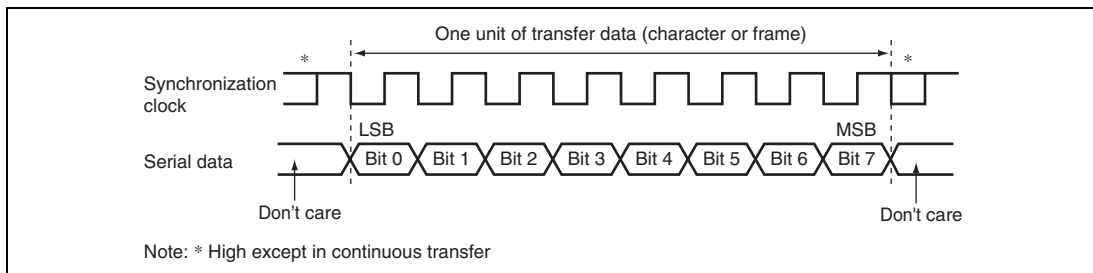 One unit of transfer data (character or frame)
* *
Synchronization
clock
LSB MSB
Serial data Bit 0 Bit 1 Bit 2 Bit 3 Bit 4 Bit 5 Bit 6 Bit 7
Don’t care Don't care
Note: * High except in continuous transfer